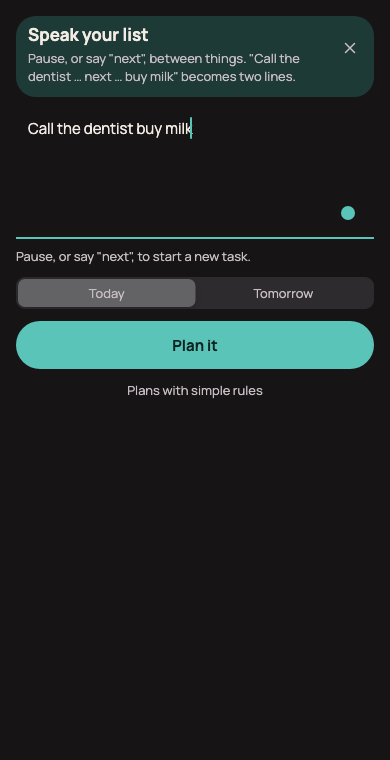 Speak your list
Pause, or say "next", between things. "Call the
dentist … next … buy milk" becomes two lines.
Call the dentist buy milk
Pause, or say "next", to start a new task.
Today
Tomorrow
Plan it
Plans with simple rules